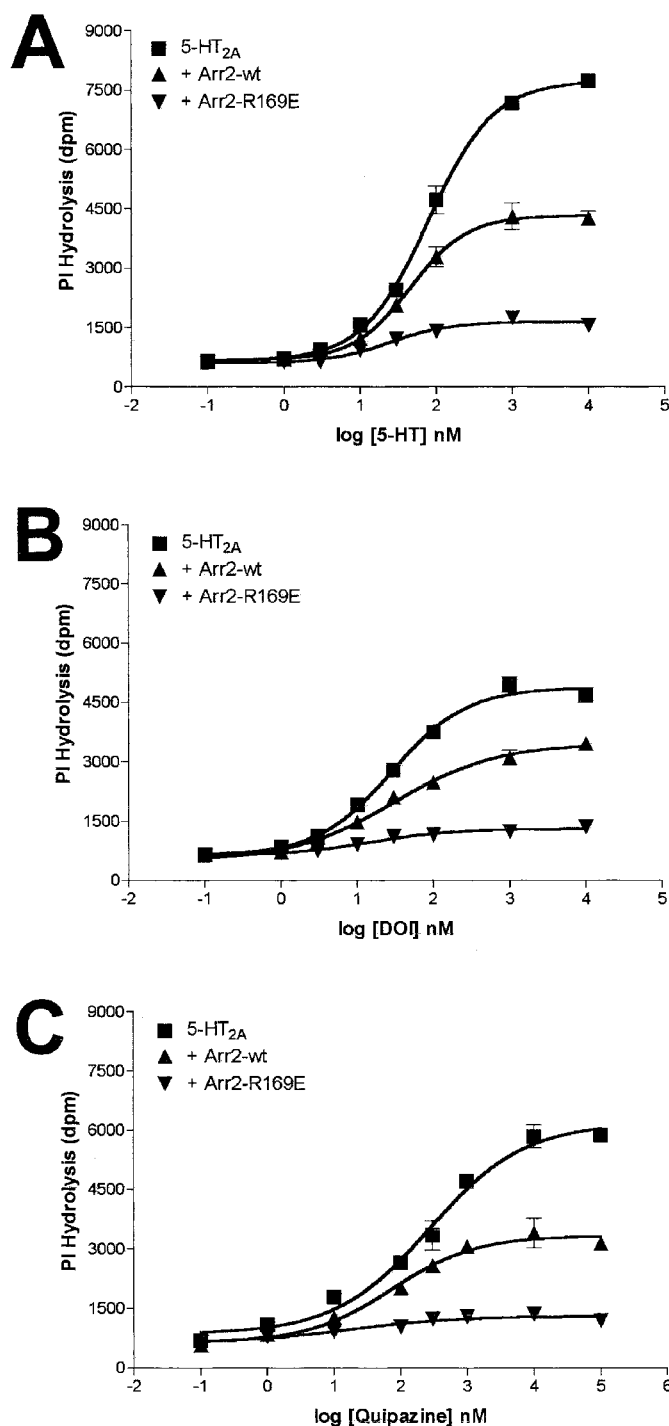 A
5-HT2A
+ Arr2-wt
+ Arr2-R169E
PI Hydrolysis (dpm)
9000
7500
6000
4500
3000
1500
0
-2 -1 0 1 2 3 4 5
log [5-HT] nM
B
5-HT2A
+ Arr2-wt
+ Arr2-R169E
PI Hydrolysis (dpm)
9000
7500
6000
4500
3000
1500
0
-2 -1 0 1 2 3 4 5
log [DOI] nM
C
5-HT2A
+ Arr2-wt
+ Arr2-R169E
PI Hydrolysis (dpm)
9000
7500
6000
4500
3000
1500
0
-2 -1 0 1 2 3 4 5 6
log [Quipazine] nM